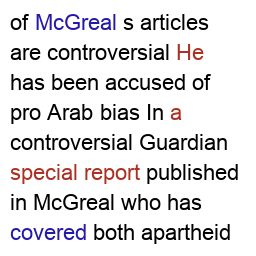 of McGreal s articles
are controversial He
has been accused of
pro Arab bias In a
controversial Guardian
special report published
in McGreal who has
covered both apartheid